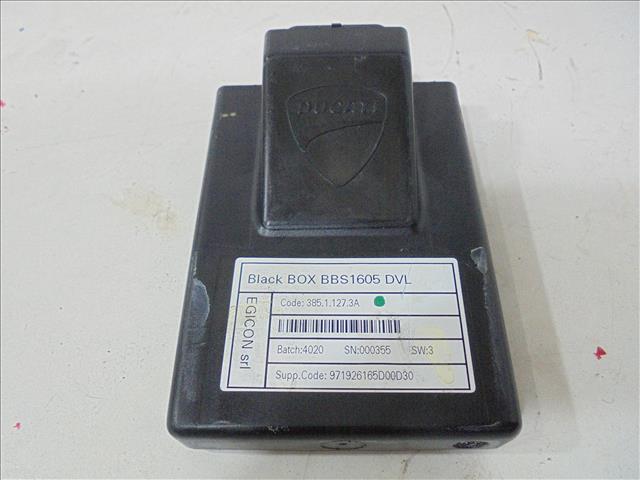 DUCATI
Black BOX BBS1605 DVL
EGICON srl
Code: 385.1.127.3A
Batch:4020 SN:000355 SW:3
Supp.Code: 971926165D00D30